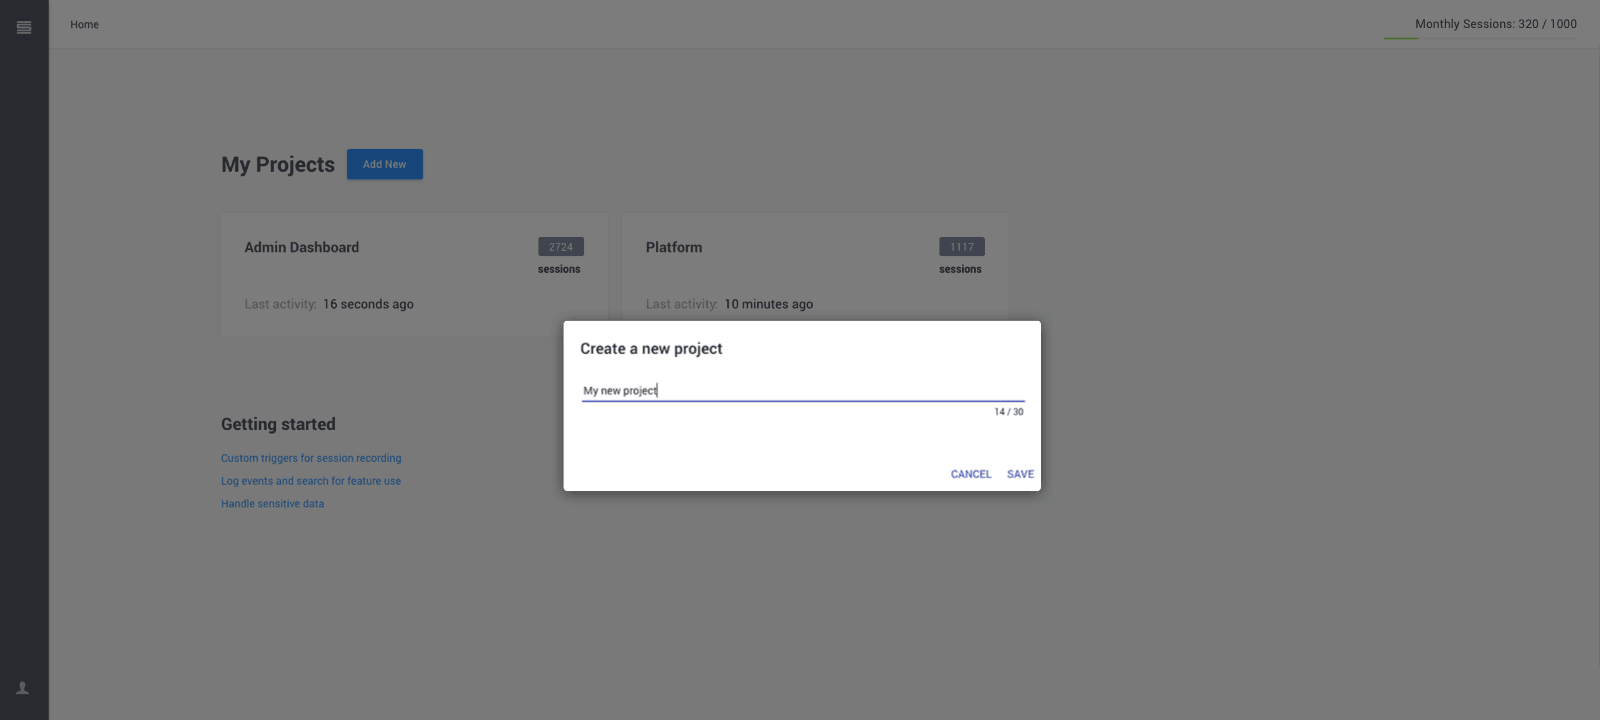 Home
Monthly Sessions: 320 / 1000
My Projects
Add New
Admin Dashboard
2724
sessions
Last activity: 16 seconds ago
Platform
1117
sessions
Last activity: 10 minutes ago
Create a new project
My new project
14 / 30
CANCEL SAVE
Getting started
Custom triggers for session recording
Log events and search for feature use
Handle sensitive data